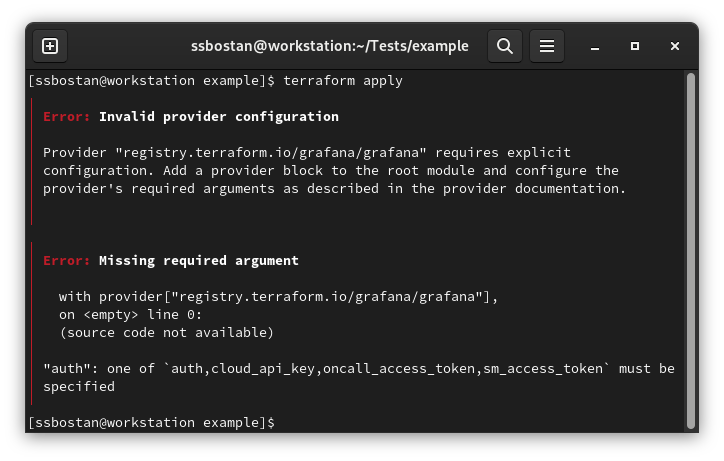 ssbostan@workstation:~/Tests/example
[ssbostan@workstation example]$ terraform apply
Error: Invalid provider configuration
Provider "registry.terraform.io/grafana/grafana" requires explicit
configuration. Add a provider block to the root module and configure the
provider's required arguments as described in the provider documentation.
Error: Missing required argument
with provider["registry.terraform.io/grafana/grafana"],
on <empty> line 0:
(source code not available)
"auth": one of `auth,cloud_api_key,oncall_access_token,sm_access_token` must be
specified
[ssbostan@workstation example]$